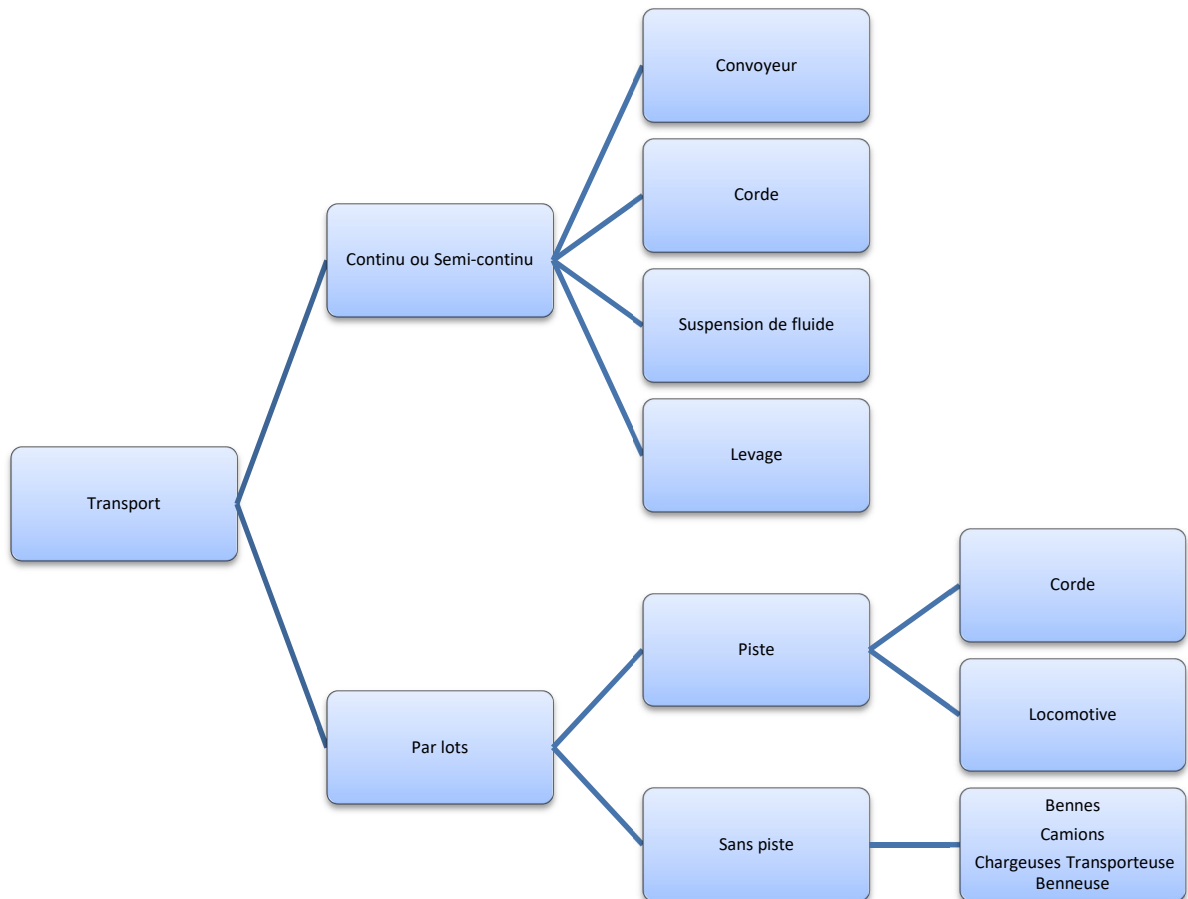 Convoyeur
Corde
Continu ou Semi-continu
Suspension de fluide
Levage
Transport
Corde
Piste
Locomotive
Par lots
Sans piste
Bennes
Camions
Chargeuses Transporteuse
Benneuse